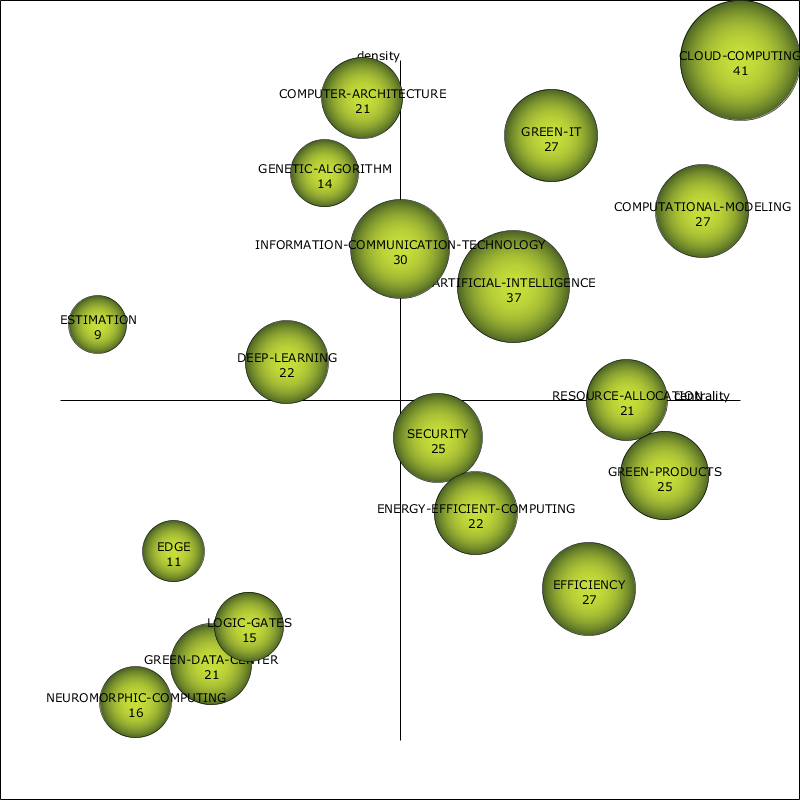 density
CLOUD-COMPUTING
41
COMPUTER-ARCHITECTURE
21
GREEN-IT
27
GENETIC-ALGORITHM
14
COMPUTATIONAL-MODELING
27
INFORMATION-COMMUNICATION-TECHNOLOGY
30
ARTIFICIAL-INTELLIGENCE
37
ESTIMATION
9
DEEP-LEARNING
22
RESOURCE-ALLOCATION
21
centrality
SECURITY
25
GREEN-PRODUCTS
25
ENERGY-EFFICIENT-COMPUTING
22
EDGE
11
EFFICIENCY
27
LOGIC-GATES
15
GREEN-DATA-CENTER
21
NEUROMORPHIC-COMPUTING
16